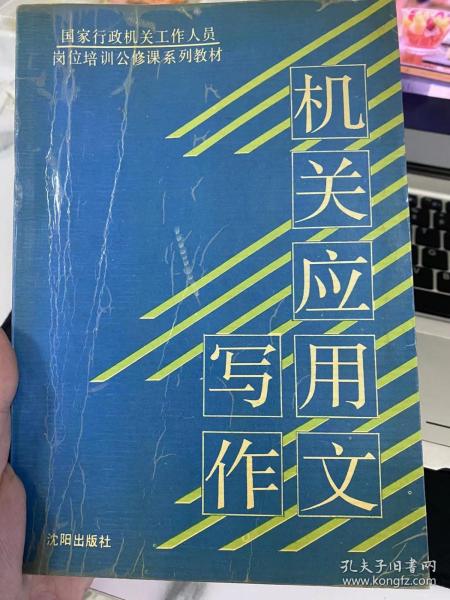 国家行政机关工作人员
岗位培训公修课系列教材
机关应用文
写作
沈阳出版社
孔夫子旧书网
www.kongfz.com